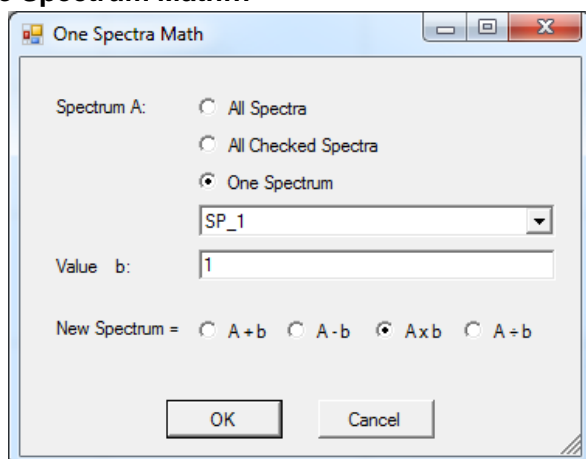 One Spectra Math
Spectrum A:
All Spectra
All Checked Spectra
One Spectrum
SP_1
Value b:
1
New Spectrum = A + b A - b A x b A ÷ b
OK Cancel